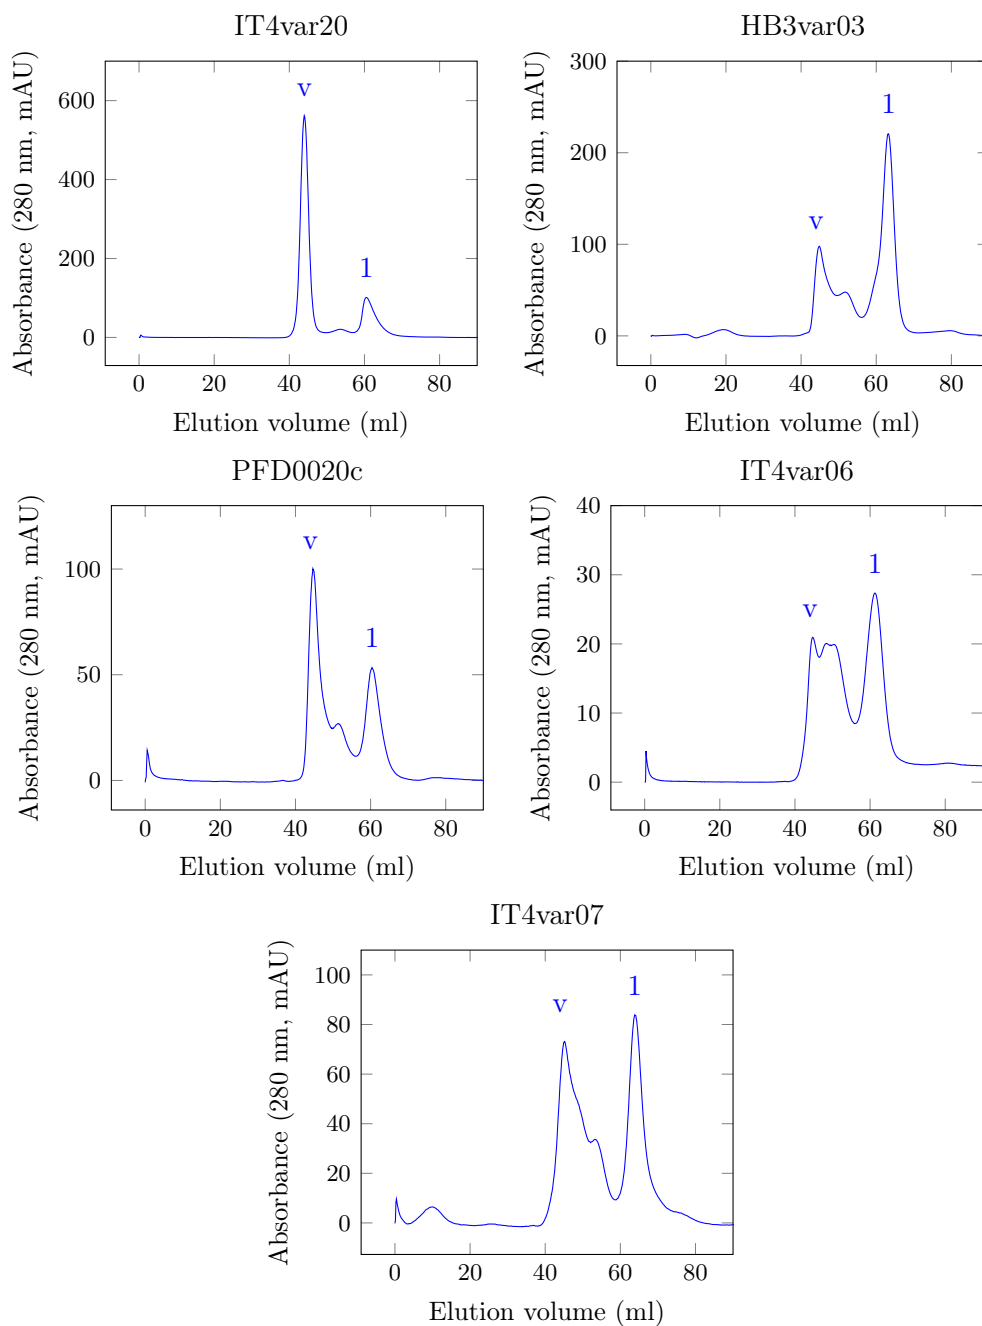 IT4var20
Absorbance (280 nm, mAU)
600
400
200
0
v
1
0 20 40 60 80
Elution volume (ml)
HB3var03
Absorbance (280 nm, mAU)
300
200
100
0
v
1
0 20 40 60 80
Elution volume (ml)
PFD0020c
Absorbance (280 nm, mAU)
100
50
0
v
1
0 20 40 60 80
Elution volume (ml)
IT4var06
Absorbance (280 nm, mAU)
40
30
20
10
0
v
1
0 20 40 60 80
Elution volume (ml)
IT4var07
Absorbance (280 nm, mAU)
100
80
60
40
20
0
v
1
0 20 40 60 80
Elution volume (ml)